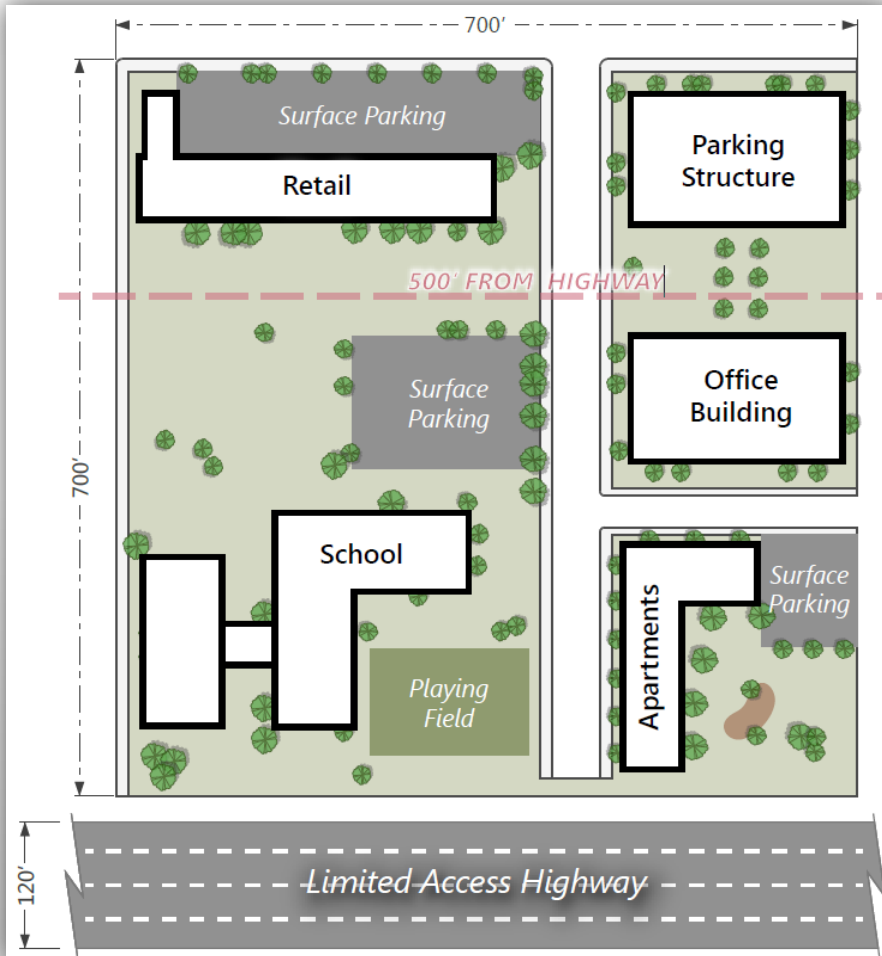 700'
Surface Parking
Retail
Parking
Structure
500' FROM HIGHWAY
Surface
Parking
Office
Building
700'
School
Apartments
Surface
Parking
Playing
Field
120'
Limited Access Highway